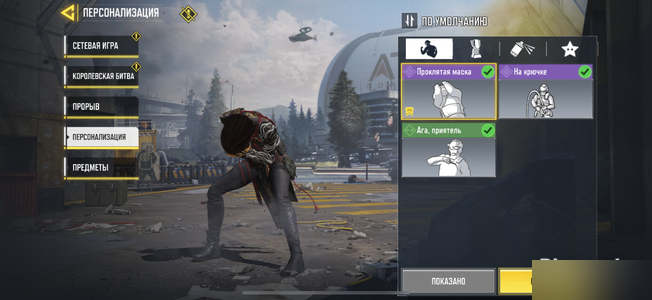 ПЕРСОНАЛИЗАЦИЯ
ПО УМОЛЧАНИЮ
СЕТЕВАЯ ИГРА
КОРОЛЕВСКАЯ БИТВА
ПРОРЫВ
ПЕРСОНАЛИЗАЦИЯ
ПРЕДМЕТЫ
Проклятая маска
На крючке
Ага, приятель
ПОКАЗАНО